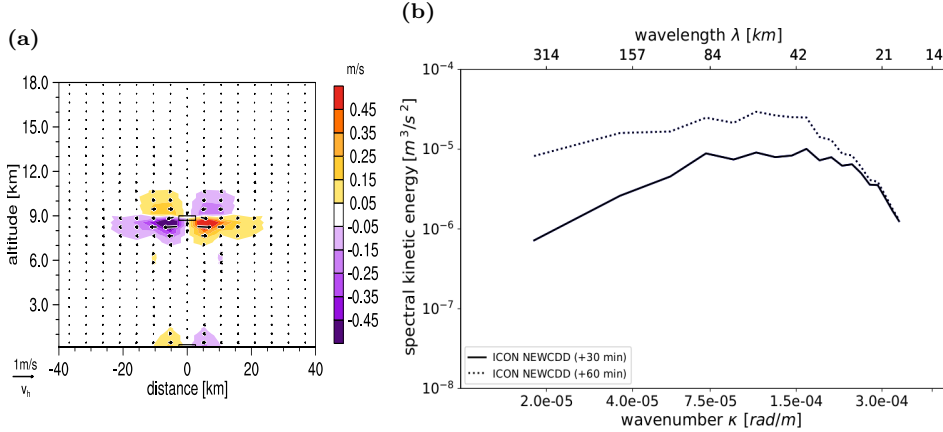 (a)
m/s
18.0
15.0
12.0
9.0
6.0
3.0
altitude [km]
0.45
0.35
0.25
0.15
0.05
-0.05
-0.15
-0.25
-0.35
-0.45
-40
-20
0
20
40
distance [km]
1m/s
v_h
(b)
wavelength λ [km]
314
157
84
42
21
14
10⁻⁴
10⁻⁵
10⁻⁶
10⁻⁷
10⁻⁸
spectral kinetic energy [m³/s²]
ICON NEWCDD (+30 min)
ICON NEWCDD (+60 min)
2.0e-05
4.0e-05
7.5e-05
1.5e-04
3.0e-04
wavenumber κ [rad/m]